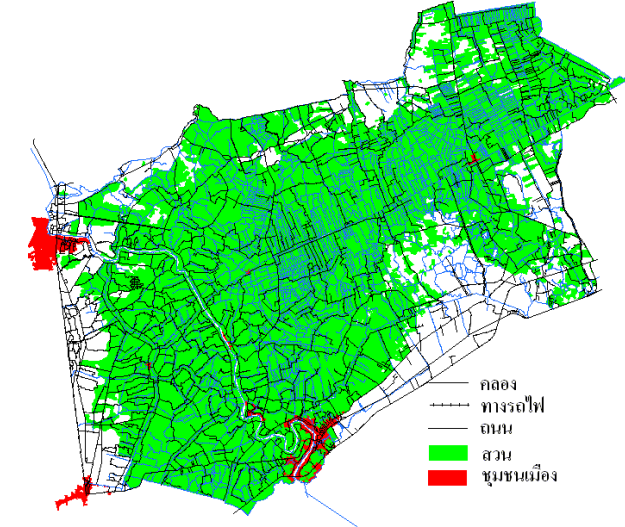 คลอง
ทางรถไฟ
ถนน
สวน
ชุมชนเมือง